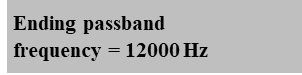 Ending passband
frequency = 12000 Hz